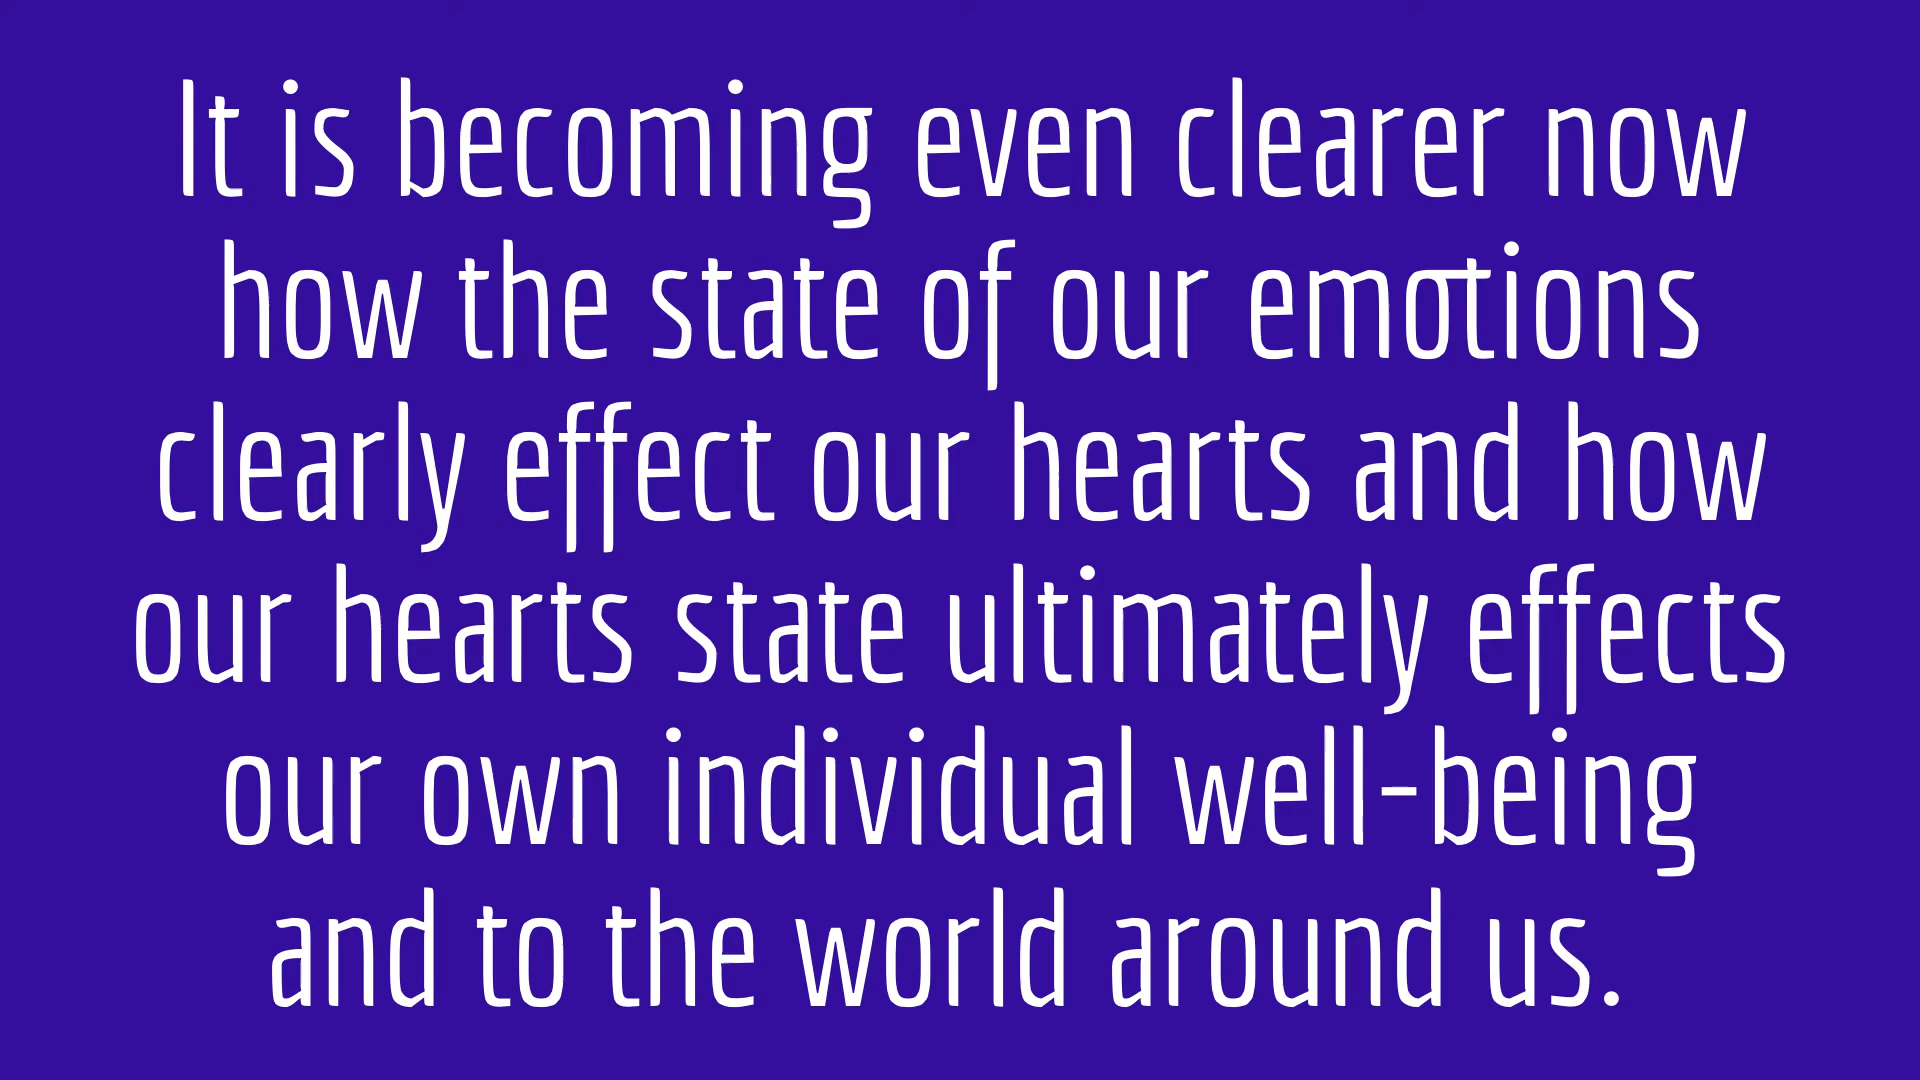 It is becoming even clearer now
how the state of our emotions
clearly effect our hearts and how
our hearts state ultimately effects
our own individual well-being
and to the world around us.